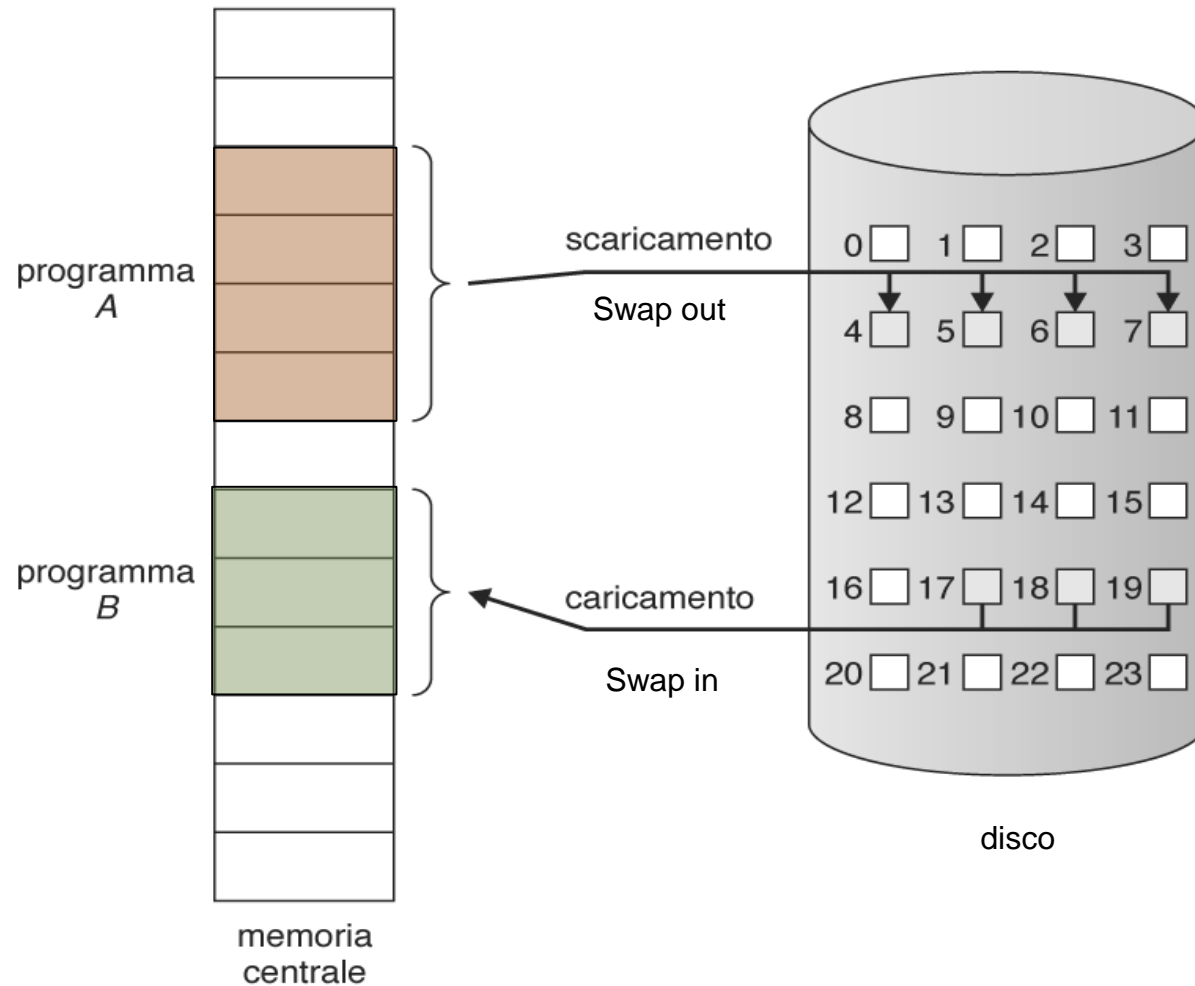 programma
A
scaricamento
Swap out
0 1 2 3
4 5 6 7
8 9 10 11
12 13 14 15
programma
B
caricamento
Swap in
16 17 18 19
20 21 22 23
disco
memoria
centrale